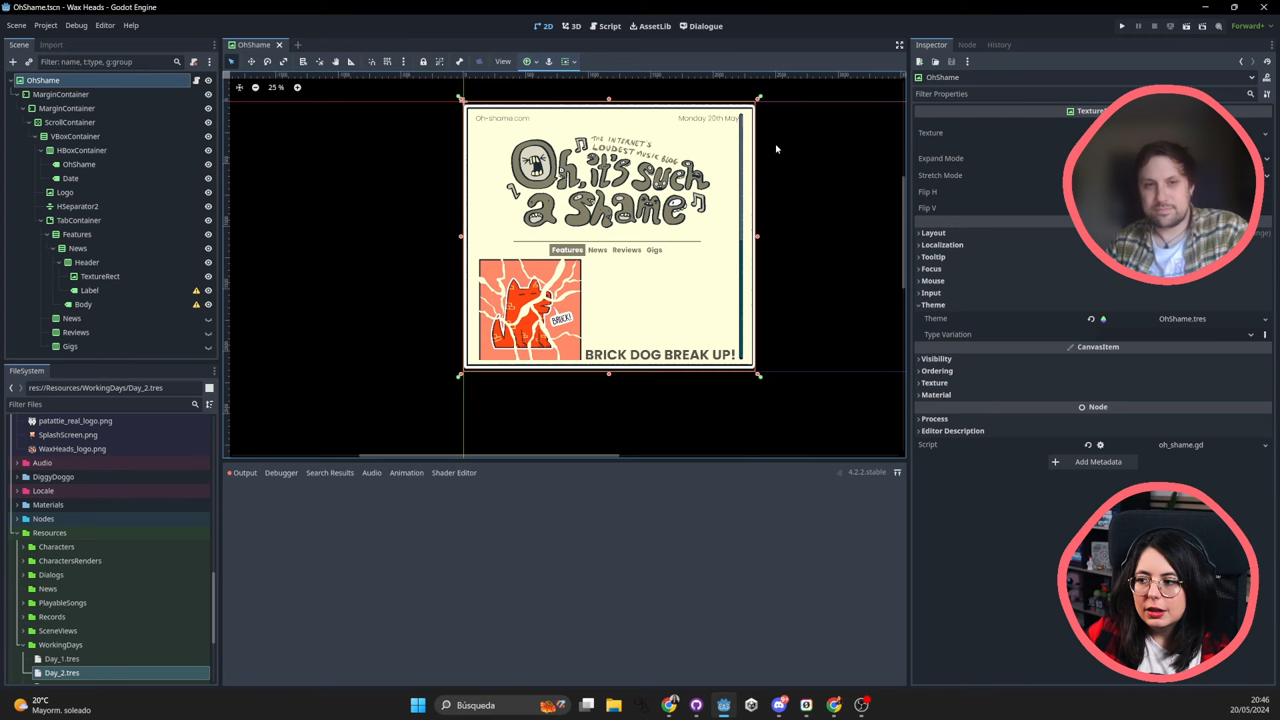 OhShame.tscn - Wax Heads - Godot Engine
Scene Project Debug Editor Help
2D 3D Script AssetLib Dialogue
Forward+
Scene Import
Filter: name, t:type, g:group
OhShame
MarginContainer
MarginContainer
ScrollContainer
VBoxContainer
HBoxContainer
OhShame
Date
Logo
HSeparator2
TabContainer
Features
News
Header
TextureRect
Label
Body
News
Reviews
Gigs
FileSystem
res://Resources/WorkingDays/Day_2.tres
Filter Files
patattie_real_logo.png
SplashScreen.png
WaxHeads_logo.png
Audio
DiggyDoggo
Locale
Materials
Nodes
Resources
Characters
CharactersRenders
Dialogs
News
PlayableSongs
Records
SceneViews
WorkingDays
Day_1.tres
Day_2.tres
OhShame
View
25 %
Oh-shame.com Monday 20th May
THE INTERNET'S
LOUDEST MUSIC BLOG
Oh, it's such
a shame
Features News Reviews Gigs
BROCK!
BRICK DOG BREAK UP!
Output Debugger Search Results Audio Animation Shader Editor
4.2.2.stable
Inspector Node History
OhShame
Filter Properties
Texture
Expand Mode
Stretch Mode
Flip H
Flip V
Layout
Localization
Tooltip
Focus
Mouse
Input
Theme
Theme OhShame.tres
Type Variation
CanvasItem
Visibility
Ordering
Texture
Material
Node
Process
Editor Description
Script oh_shame.gd
Add Metadata
20°C
Mayorm. soleado
Búsqueda
20:46
20/05/2024